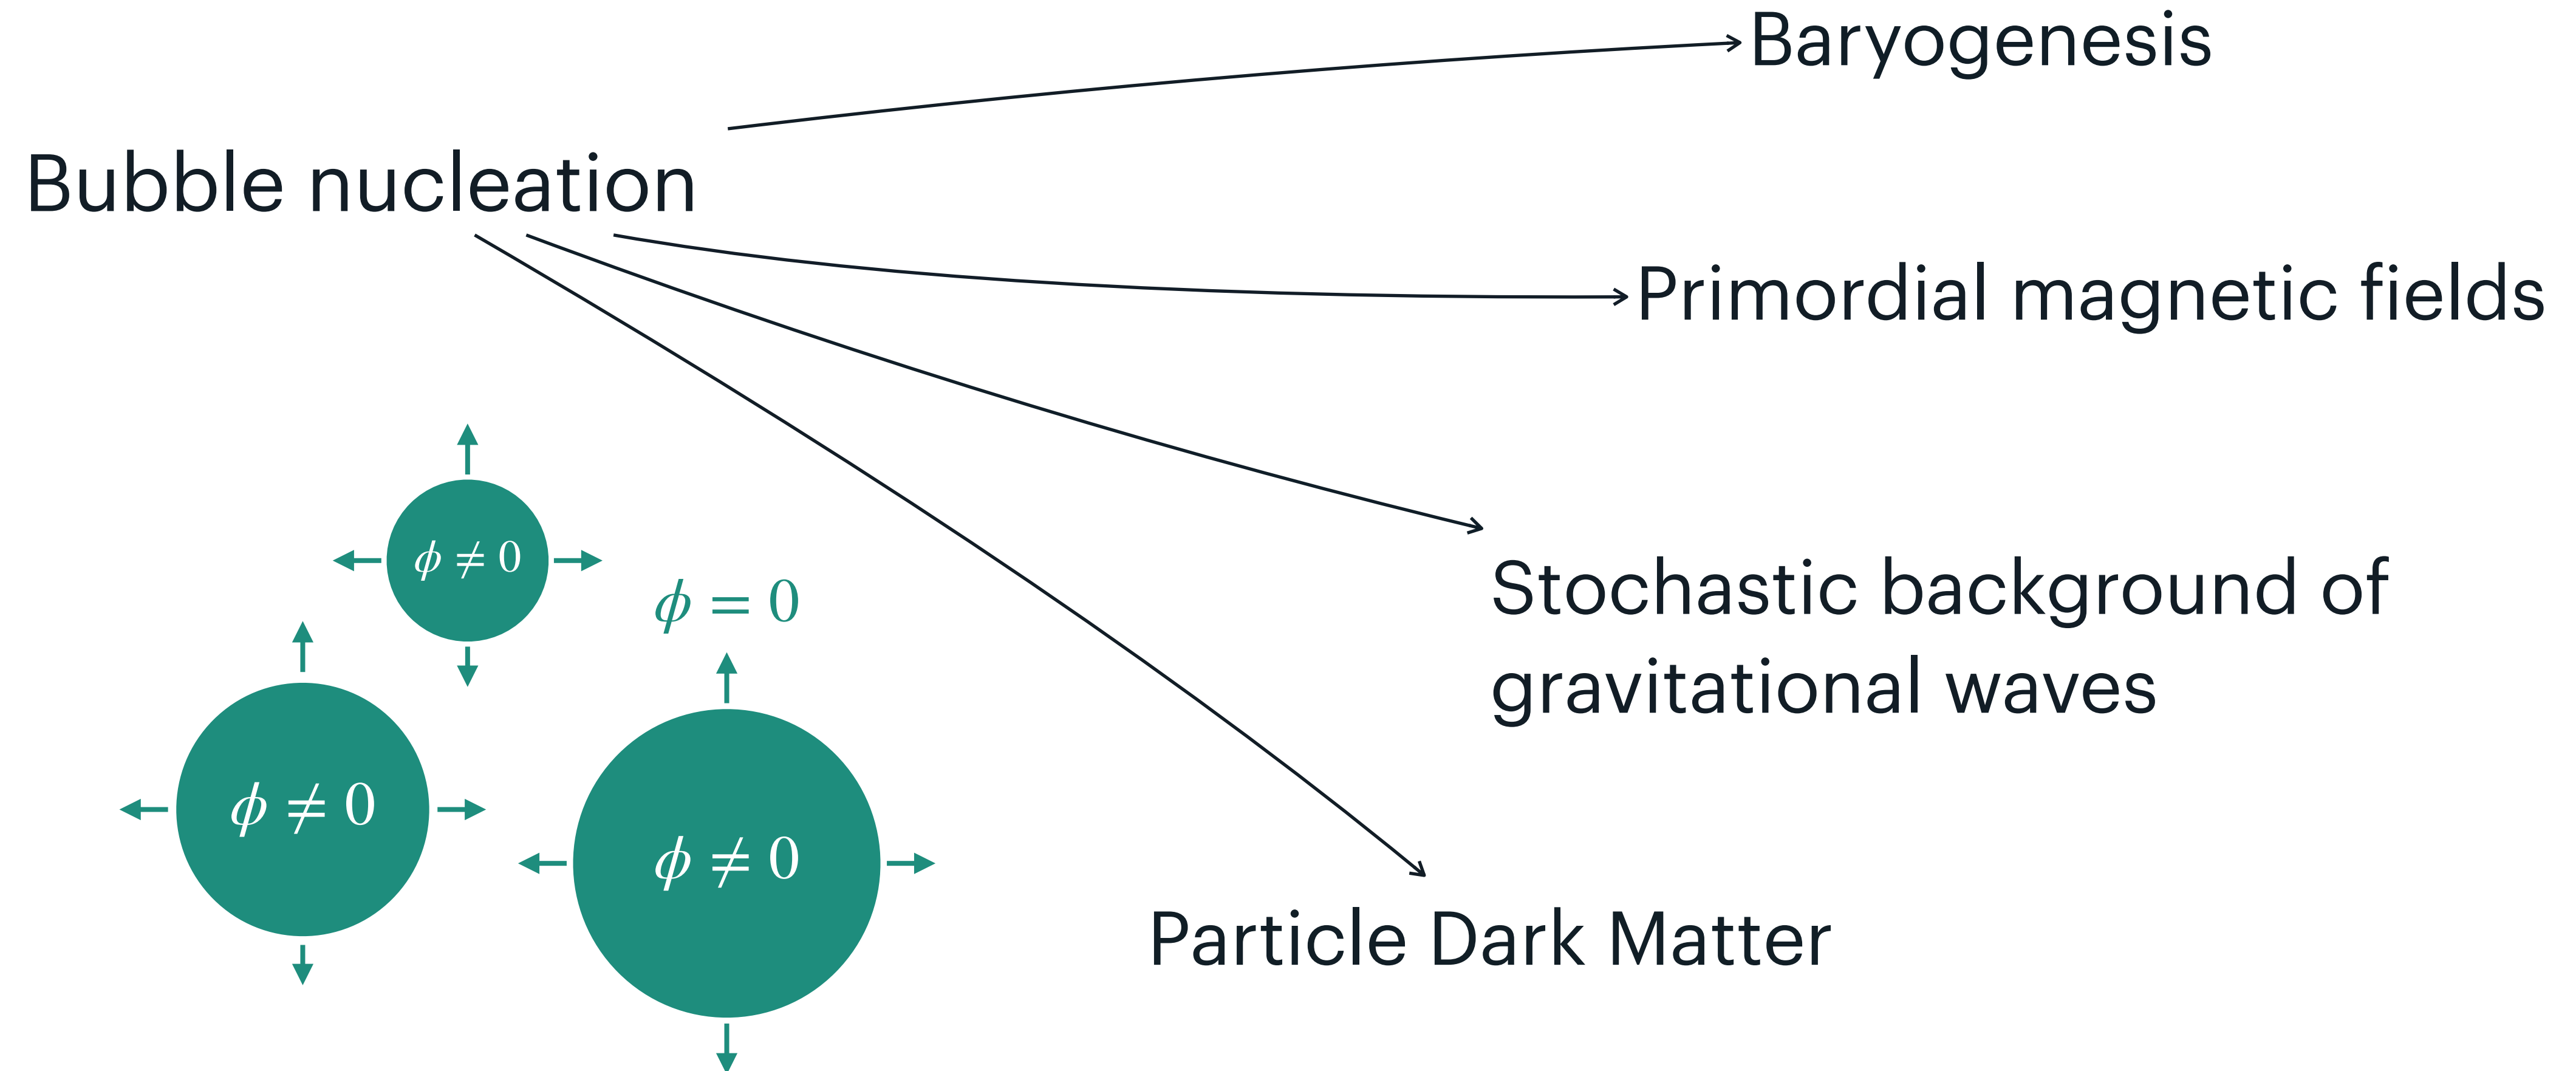 Baryogenesis
Bubble nucleation
Primordial magnetic fields
ϕ ≠ 0
ϕ = 0
Stochastic background of
gravitational waves
ϕ ≠ 0
ϕ ≠ 0
Particle Dark Matter